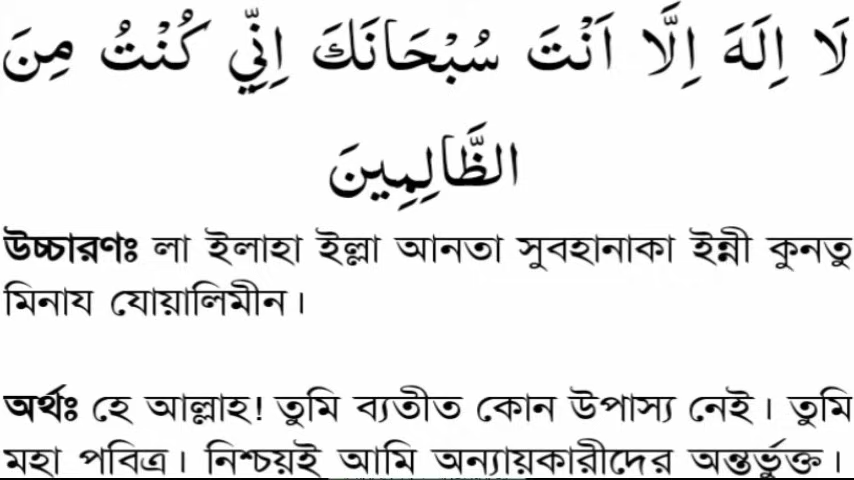 لَا اِلَهَ اِلَّا اَنْتَ سُبْحَانَكَ اِنِّي كُنْتُ مِنَ
الظَّالِمِينَ
উচ্চারণঃ লা ইলাহা ইল্লা আনতা সুবহানাকা ইন্নী কুনতু
মিনায যোয়ালিমীন।
অর্থঃ হে আল্লাহ! তুমি ব্যতীত কোন উপাস্য নেই। তুমি
মহা পবিত্র। নিশ্চয়ই আমি অন্যায়কারীদের অন্তর্ভুক্ত।